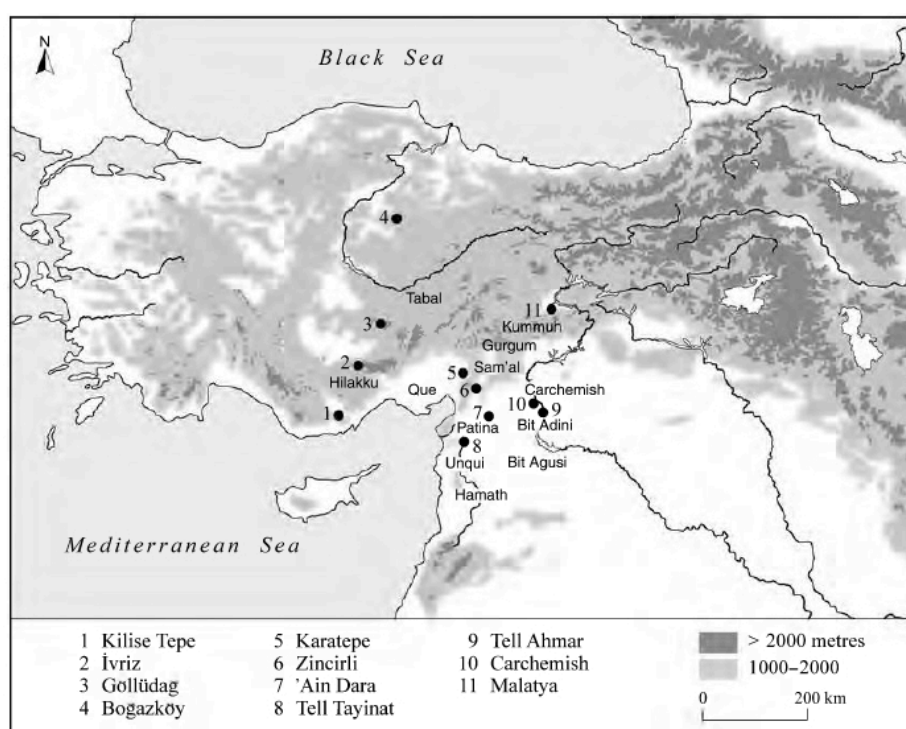 N
Black Sea
4
Tabal
3
11
Kummuh
Gurgum
2
Hilakku
5
Sam'al
6
Que
Carchemish
1
7
10
9
Patina
Bit Adini
8
Unqui
Bit Agusi
Hamath
Mediterranean Sea
1 Kilise Tepe
2 İvriz
3 Göllüdag
4 Boğazköy
5 Karatepe
6 Zincirli
7 'Ain Dara
8 Tell Tayinat
9 Tell Ahmar
10 Carchemish
11 Malatya
> 2000 metres
1000–2000
0 200 km